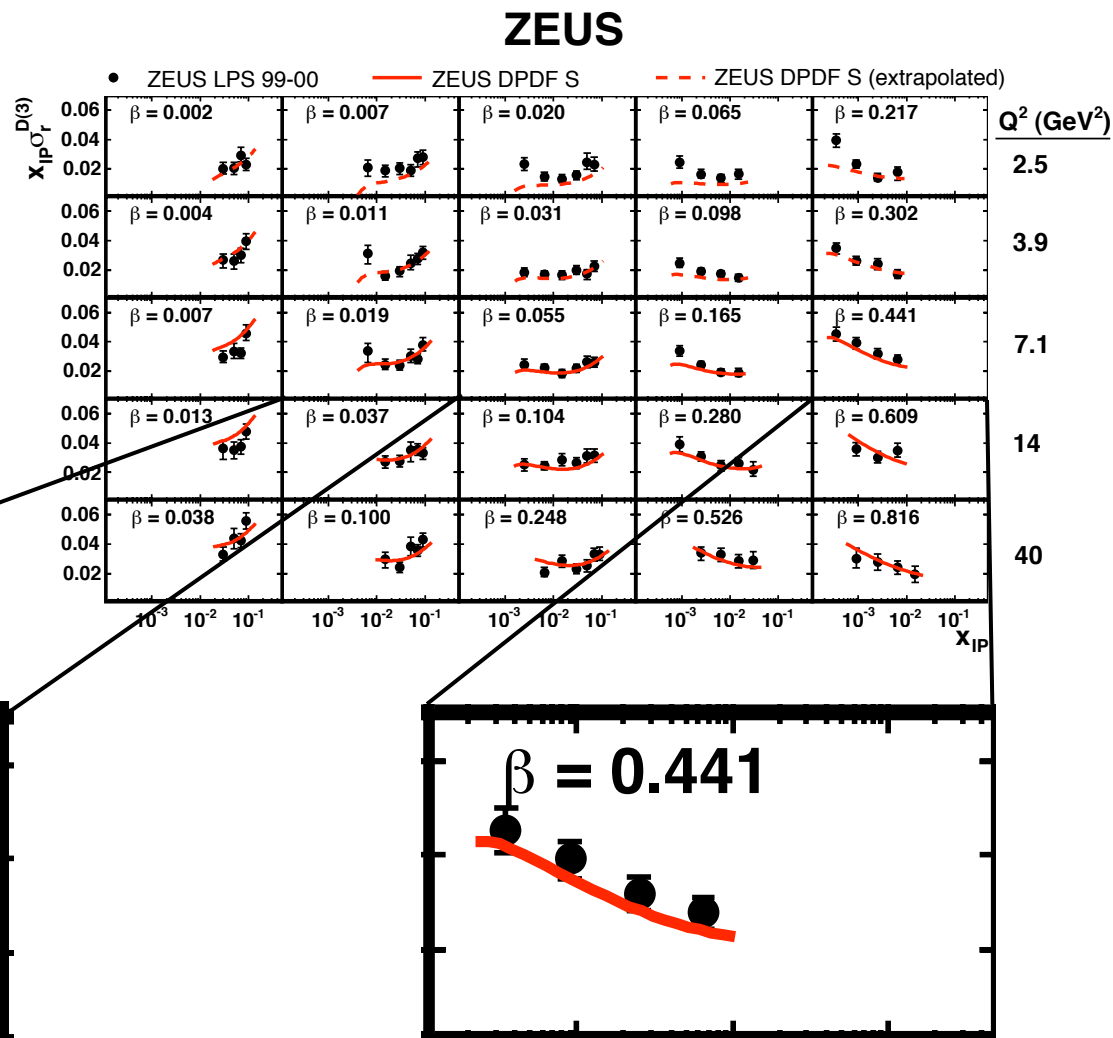 ZEUS
ZEUS LPS 99-00 ZEUS DPDF S ZEUS DPDF S (extrapolated)
x_IP σ_r^D(3)
Q² (GeV²)
0.06 β = 0.002 β = 0.007 β = 0.020 β = 0.065 β = 0.217
0.04
0.02
2.5
0.06 β = 0.004 β = 0.011 β = 0.031 β = 0.098 β = 0.302
0.04
0.02
3.9
0.06 β = 0.007 β = 0.019 β = 0.055 β = 0.165 β = 0.441
0.04
0.02
7.1
0.06 β = 0.013 β = 0.037 β = 0.104 β = 0.280 β = 0.609
0.04
0.02
14
0.06 β = 0.038 β = 0.100 β = 0.248 β = 0.526 β = 0.816
0.04
0.02
40
10⁻³ 10⁻² 10⁻¹ 10⁻³ 10⁻² 10⁻¹ 10⁻³ 10⁻² 10⁻¹ 10⁻³ 10⁻² 10⁻¹ 10⁻³ 10⁻² 10⁻¹
x_IP
β = 0.441